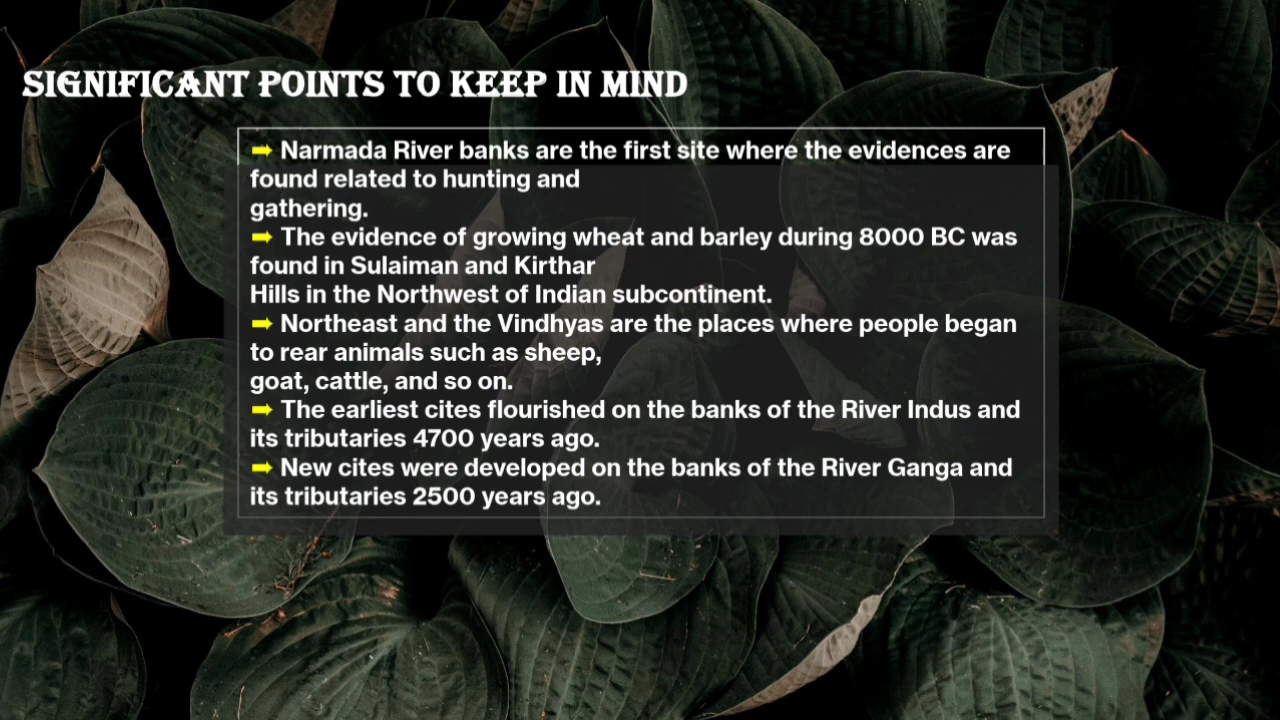 SIGNIFICANT POINTS TO KEEP IN MIND
➡ Narmada River banks are the first site where the evidences are
found related to hunting and
gathering.
➡ The evidence of growing wheat and barley during 8000 BC was
found in Sulaiman and Kirthar
Hills in the Northwest of Indian subcontinent.
➡ Northeast and the Vindhyas are the places where people began
to rear animals such as sheep,
goat, cattle, and so on.
➡ The earliest cites flourished on the banks of the River Indus and
its tributaries 4700 years ago.
➡ New cites were developed on the banks of the River Ganga and
its tributaries 2500 years ago.